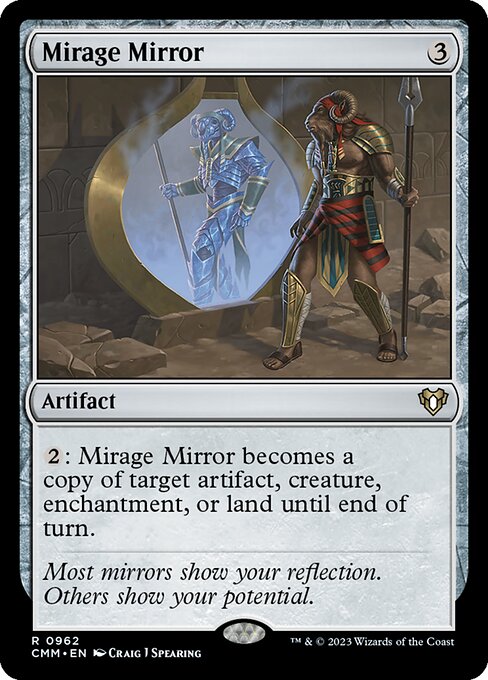 Mirage Mirror 3
Artifact
2: Mirage Mirror becomes a
copy of target artifact, creature,
enchantment, or land until end of
turn.
Most mirrors show your reflection.
Others show your potential.
R 0962
CMM • EN Craig J Spearing
™ & © 2023 Wizards of the Coast